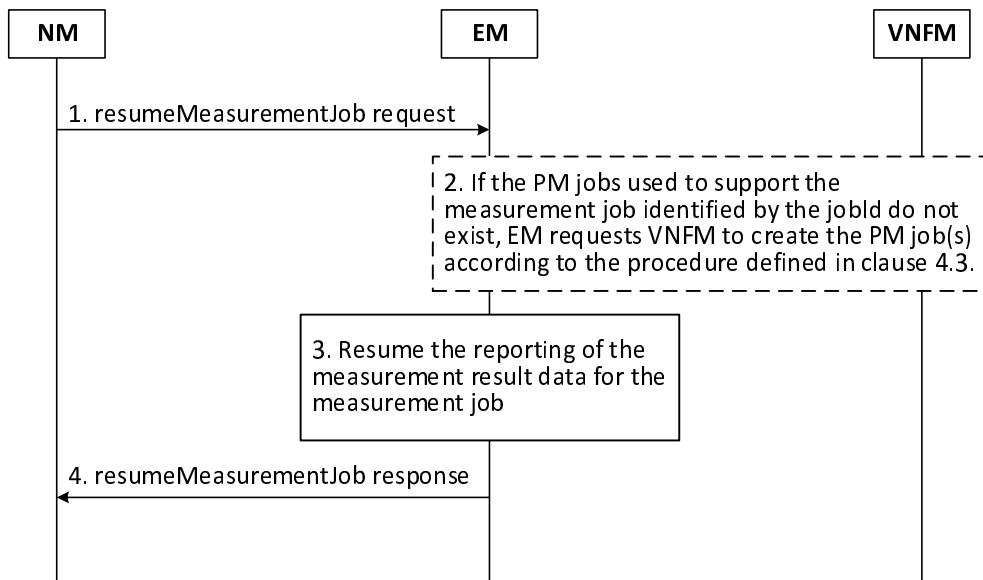 NM
EM
VNFM
1. resumeMeasurementJob request
2. If the PM jobs used to support the
measurement job identified by the jobId do not
exist, EM requests VNFM to create the PM job(s)
according to the procedure defined in clause 4.3.
3. Resume the reporting of the
measurement result data for the
measurement job
4. resumeMeasurementJob response